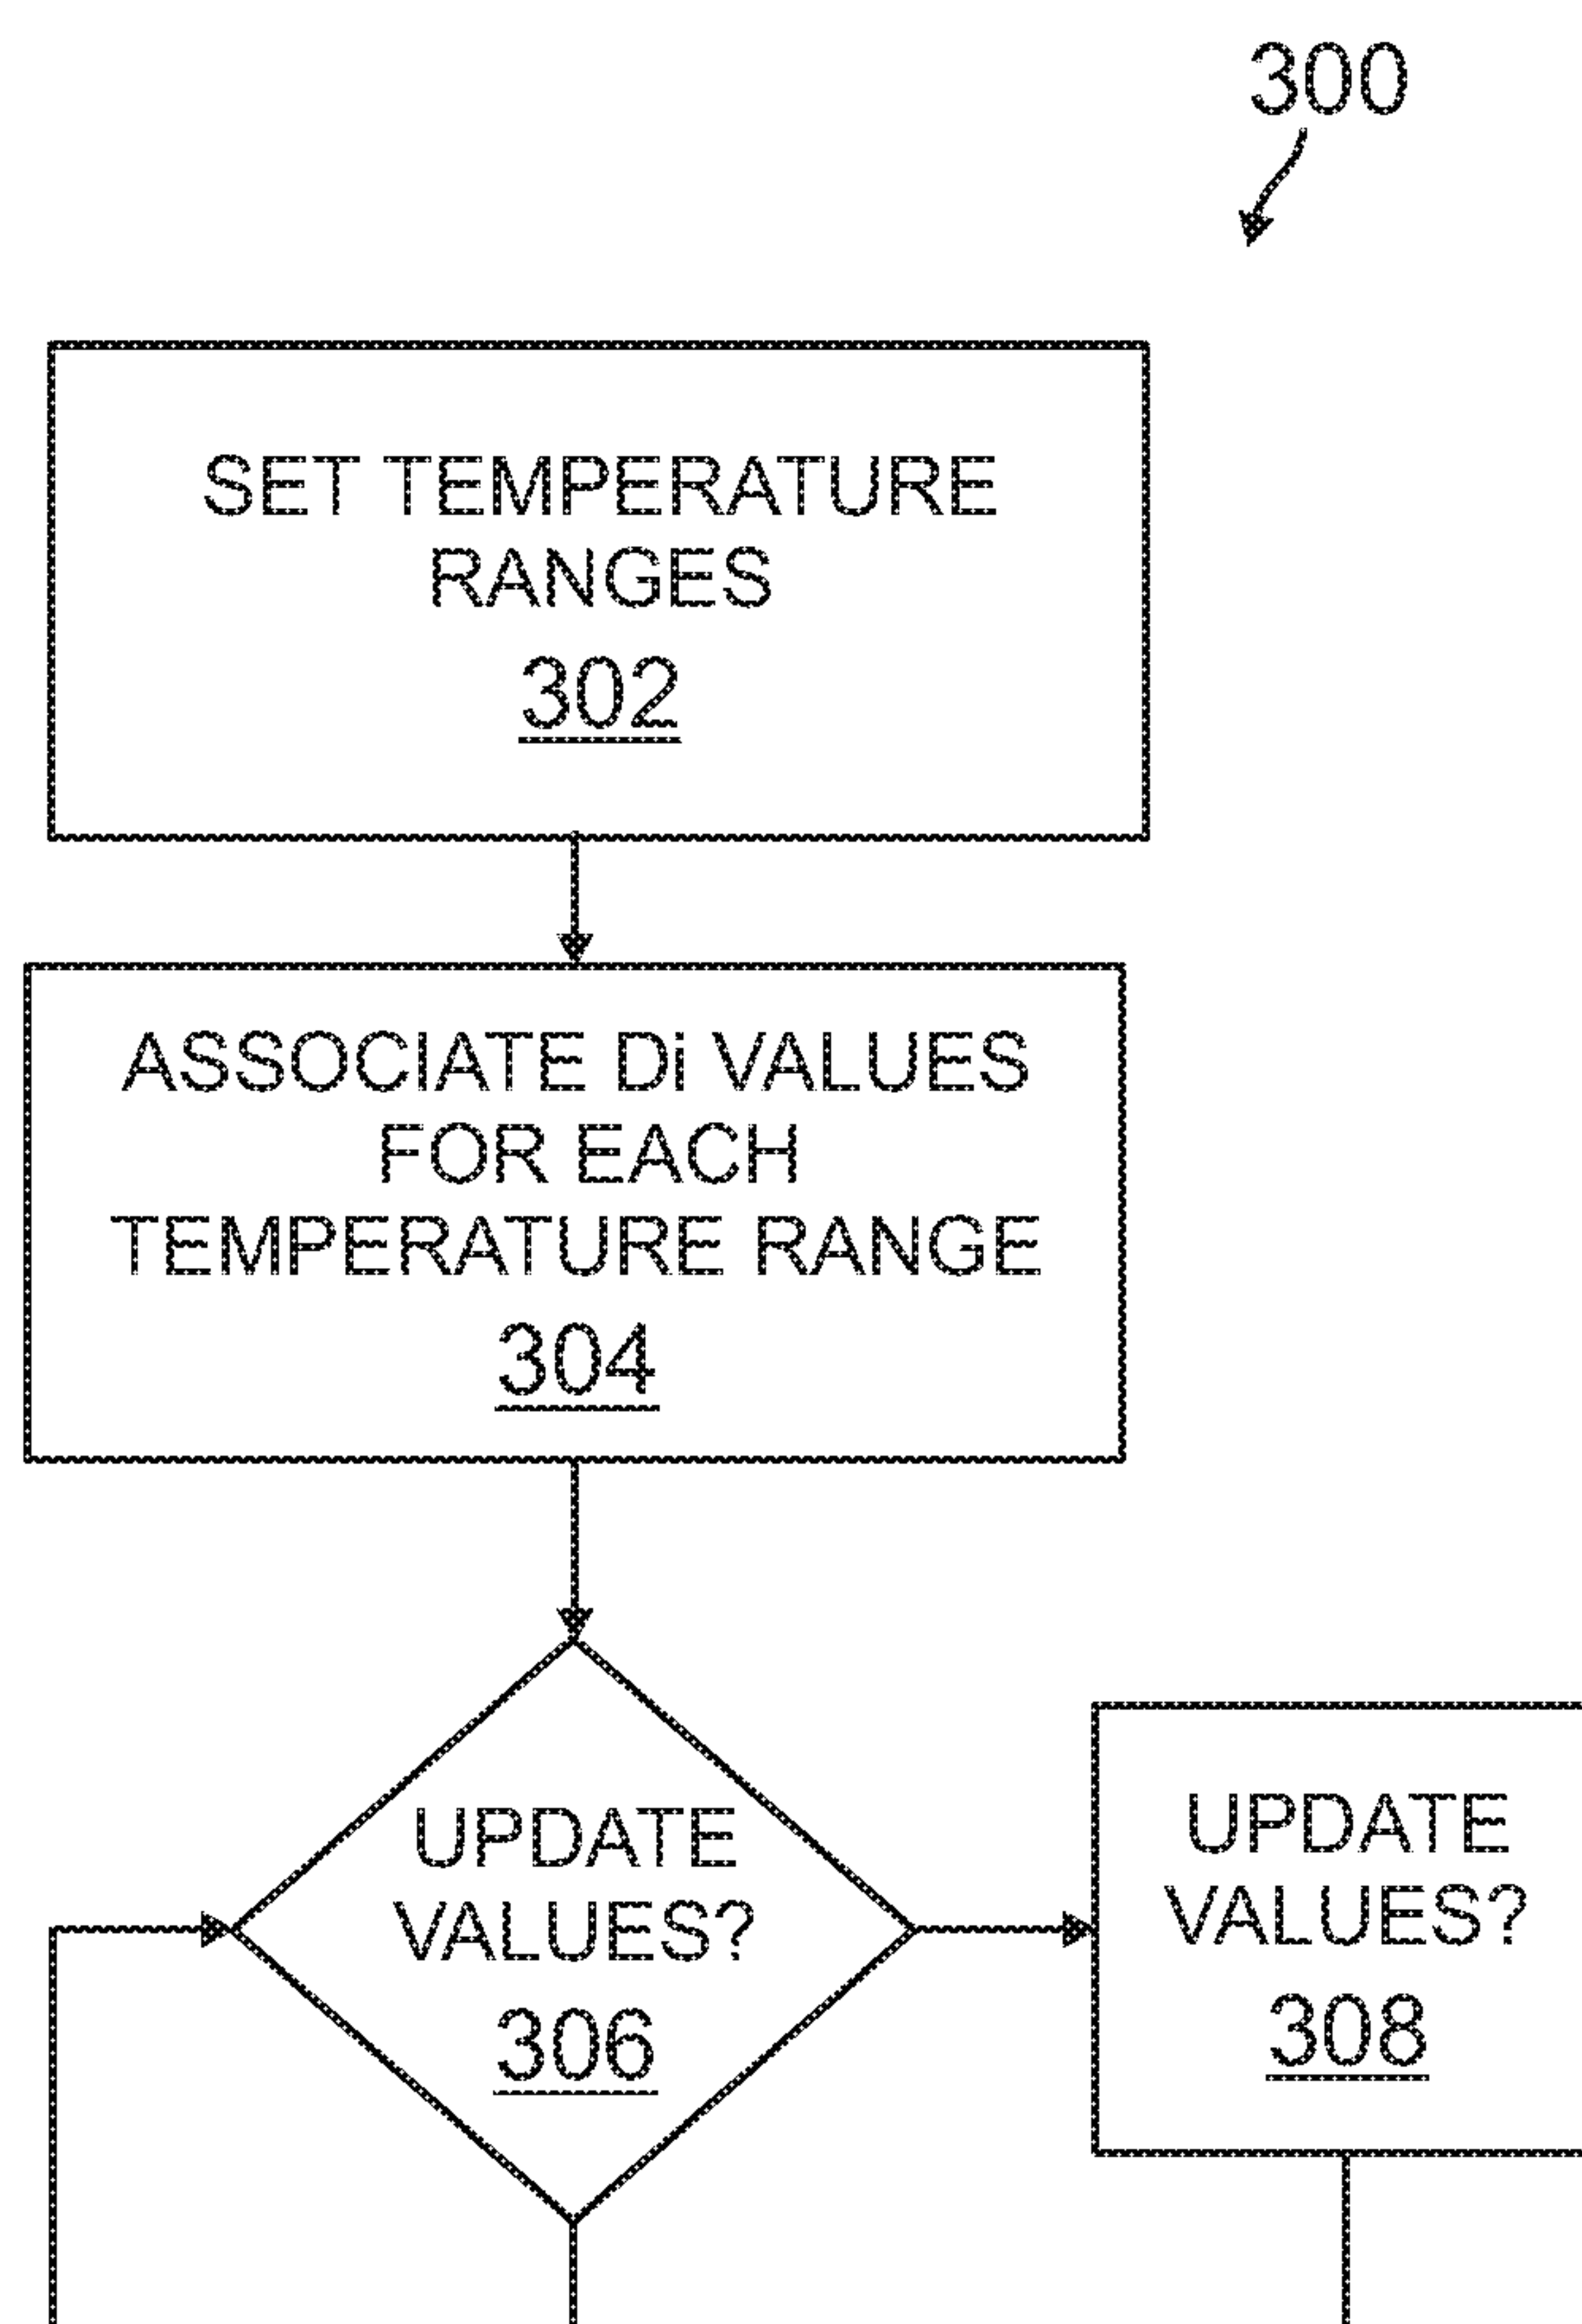 300
SET TEMPERATURE
RANGES
302
ASSOCIATE Di VALUES
FOR EACH
TEMPERATURE RANGE
304
UPDATE
VALUES?
306
UPDATE
VALUES?
308